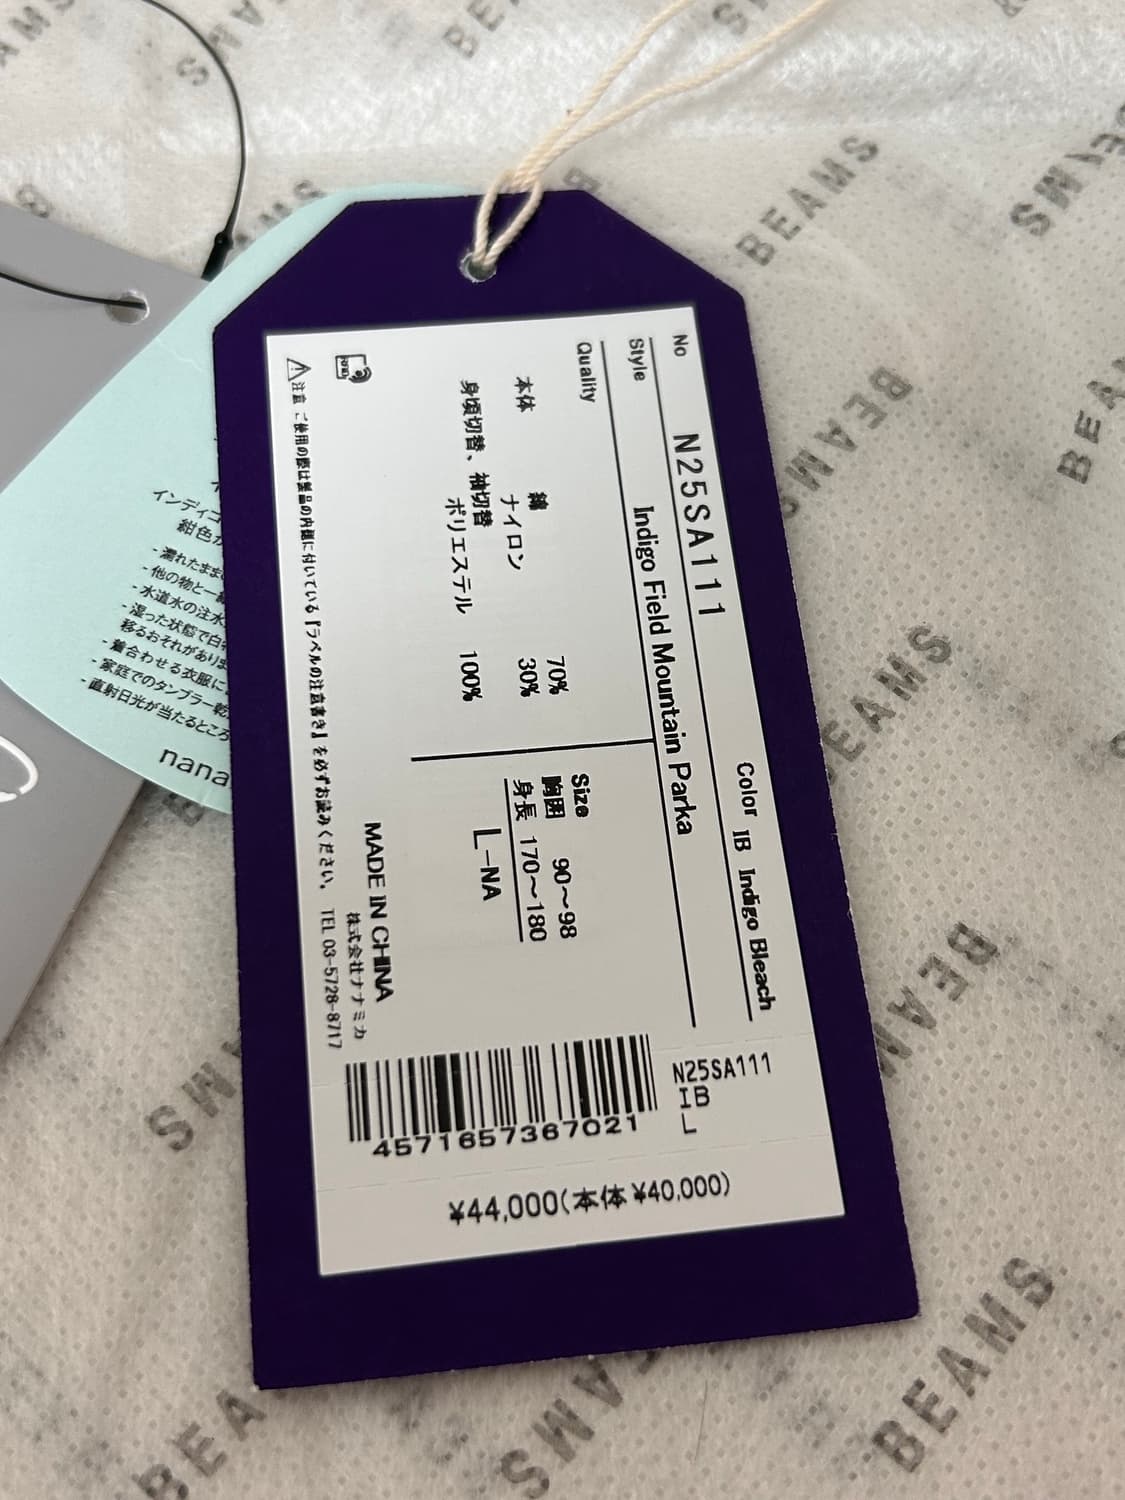 No N25SA111 Color IB Indigo Bleach
Style Indigo Field Mountain Parka
Quality
本体 綿 70%
ナイロン 30%
身頃切替、袖切替
ポリエステル 100%
Size
胸囲 90～98
身長 170～180
L-NA
MADE IN CHINA
株式会社ナナミカ
注意 ご使用の際は製品の内側に付いている『ラベルの注意書き』を必ずお読みください。 TEL 03-5728-8717
N25SA111
IB
L
4571657367021
¥44,000(本体 ¥40,000)
インディゴ
紺色が
- 濡れたまま
- 他の物と一緒
- 水道水の注水
- 湿った状態で白
移るおそれがありま
- 着合わせる衣服に
- 家庭でのタンブラー乾
- 直射日光が当たるところ
nana
BEAMS
BEAMS
BEAMS
BEAMS
BEAMS
BEAMS
BEAMS